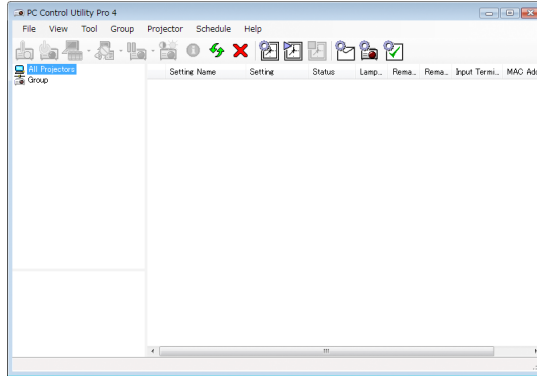 PC Control Utility Pro 4
File View Tool Group Projector Schedule Help
Setting Name Setting Status Lamp... Rema... Rema... Input Termi... MAC Add
All Projectors
Group